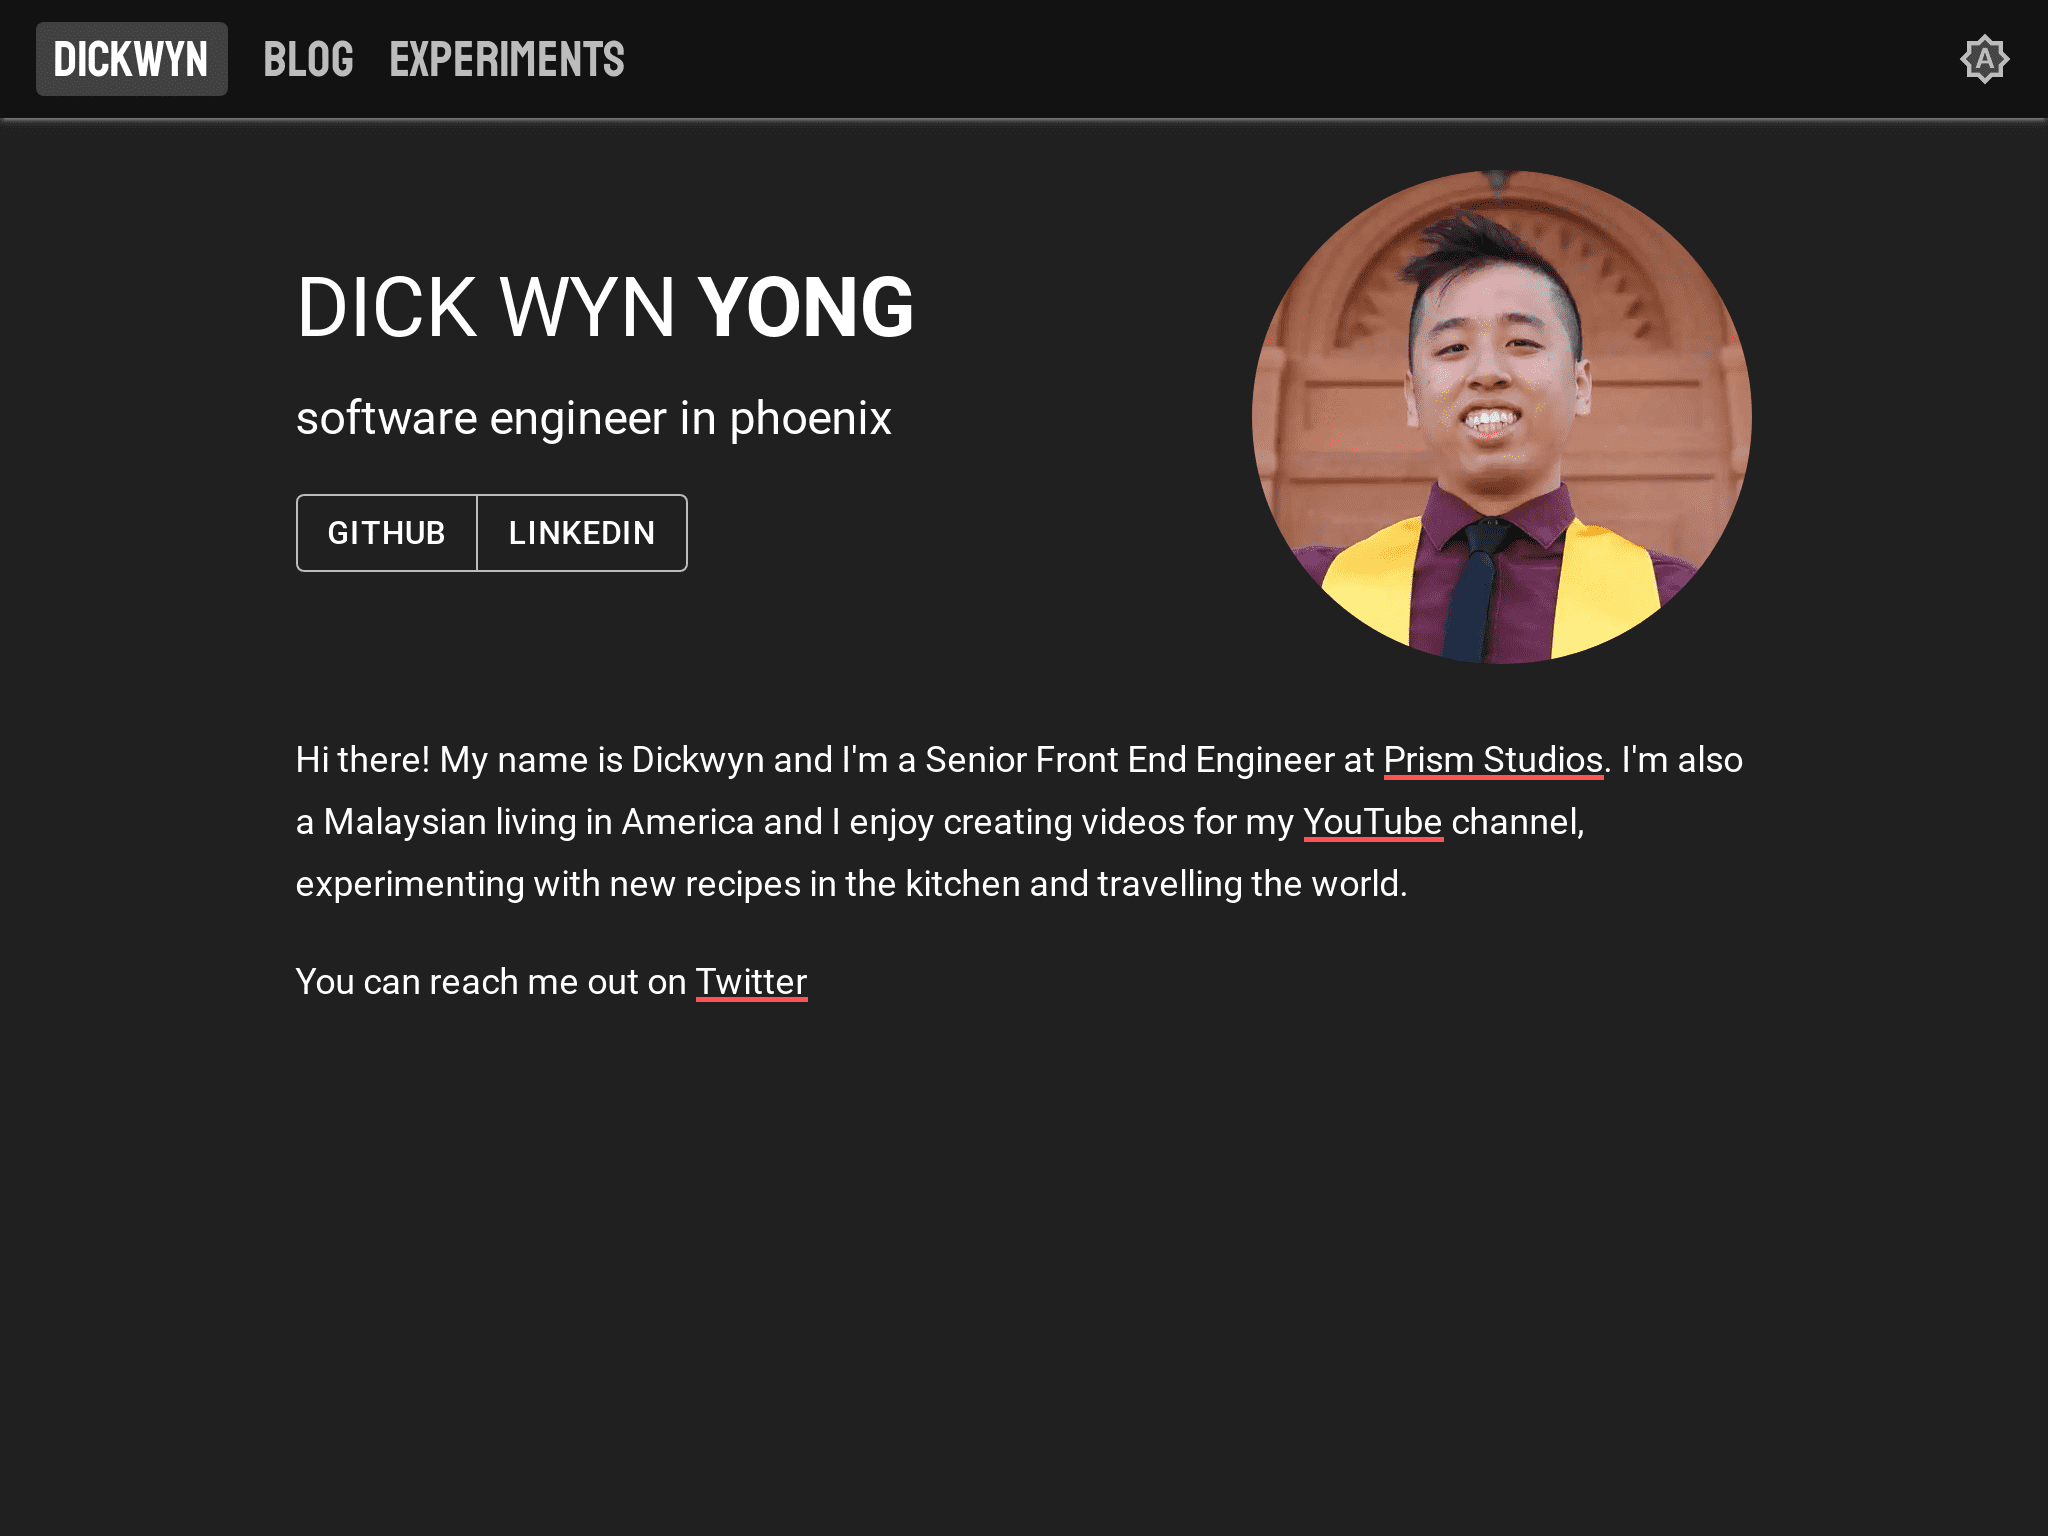 DICKWYN BLOG EXPERIMENTS A
DICK WYN YONG
software engineer in phoenix
GITHUB LINKEDIN
Hi there! My name is Dickwyn and I'm a Senior Front End Engineer at Prism Studios. I'm also
a Malaysian living in America and I enjoy creating videos for my YouTube channel,
experimenting with new recipes in the kitchen and travelling the world.
You can reach me out on Twitter